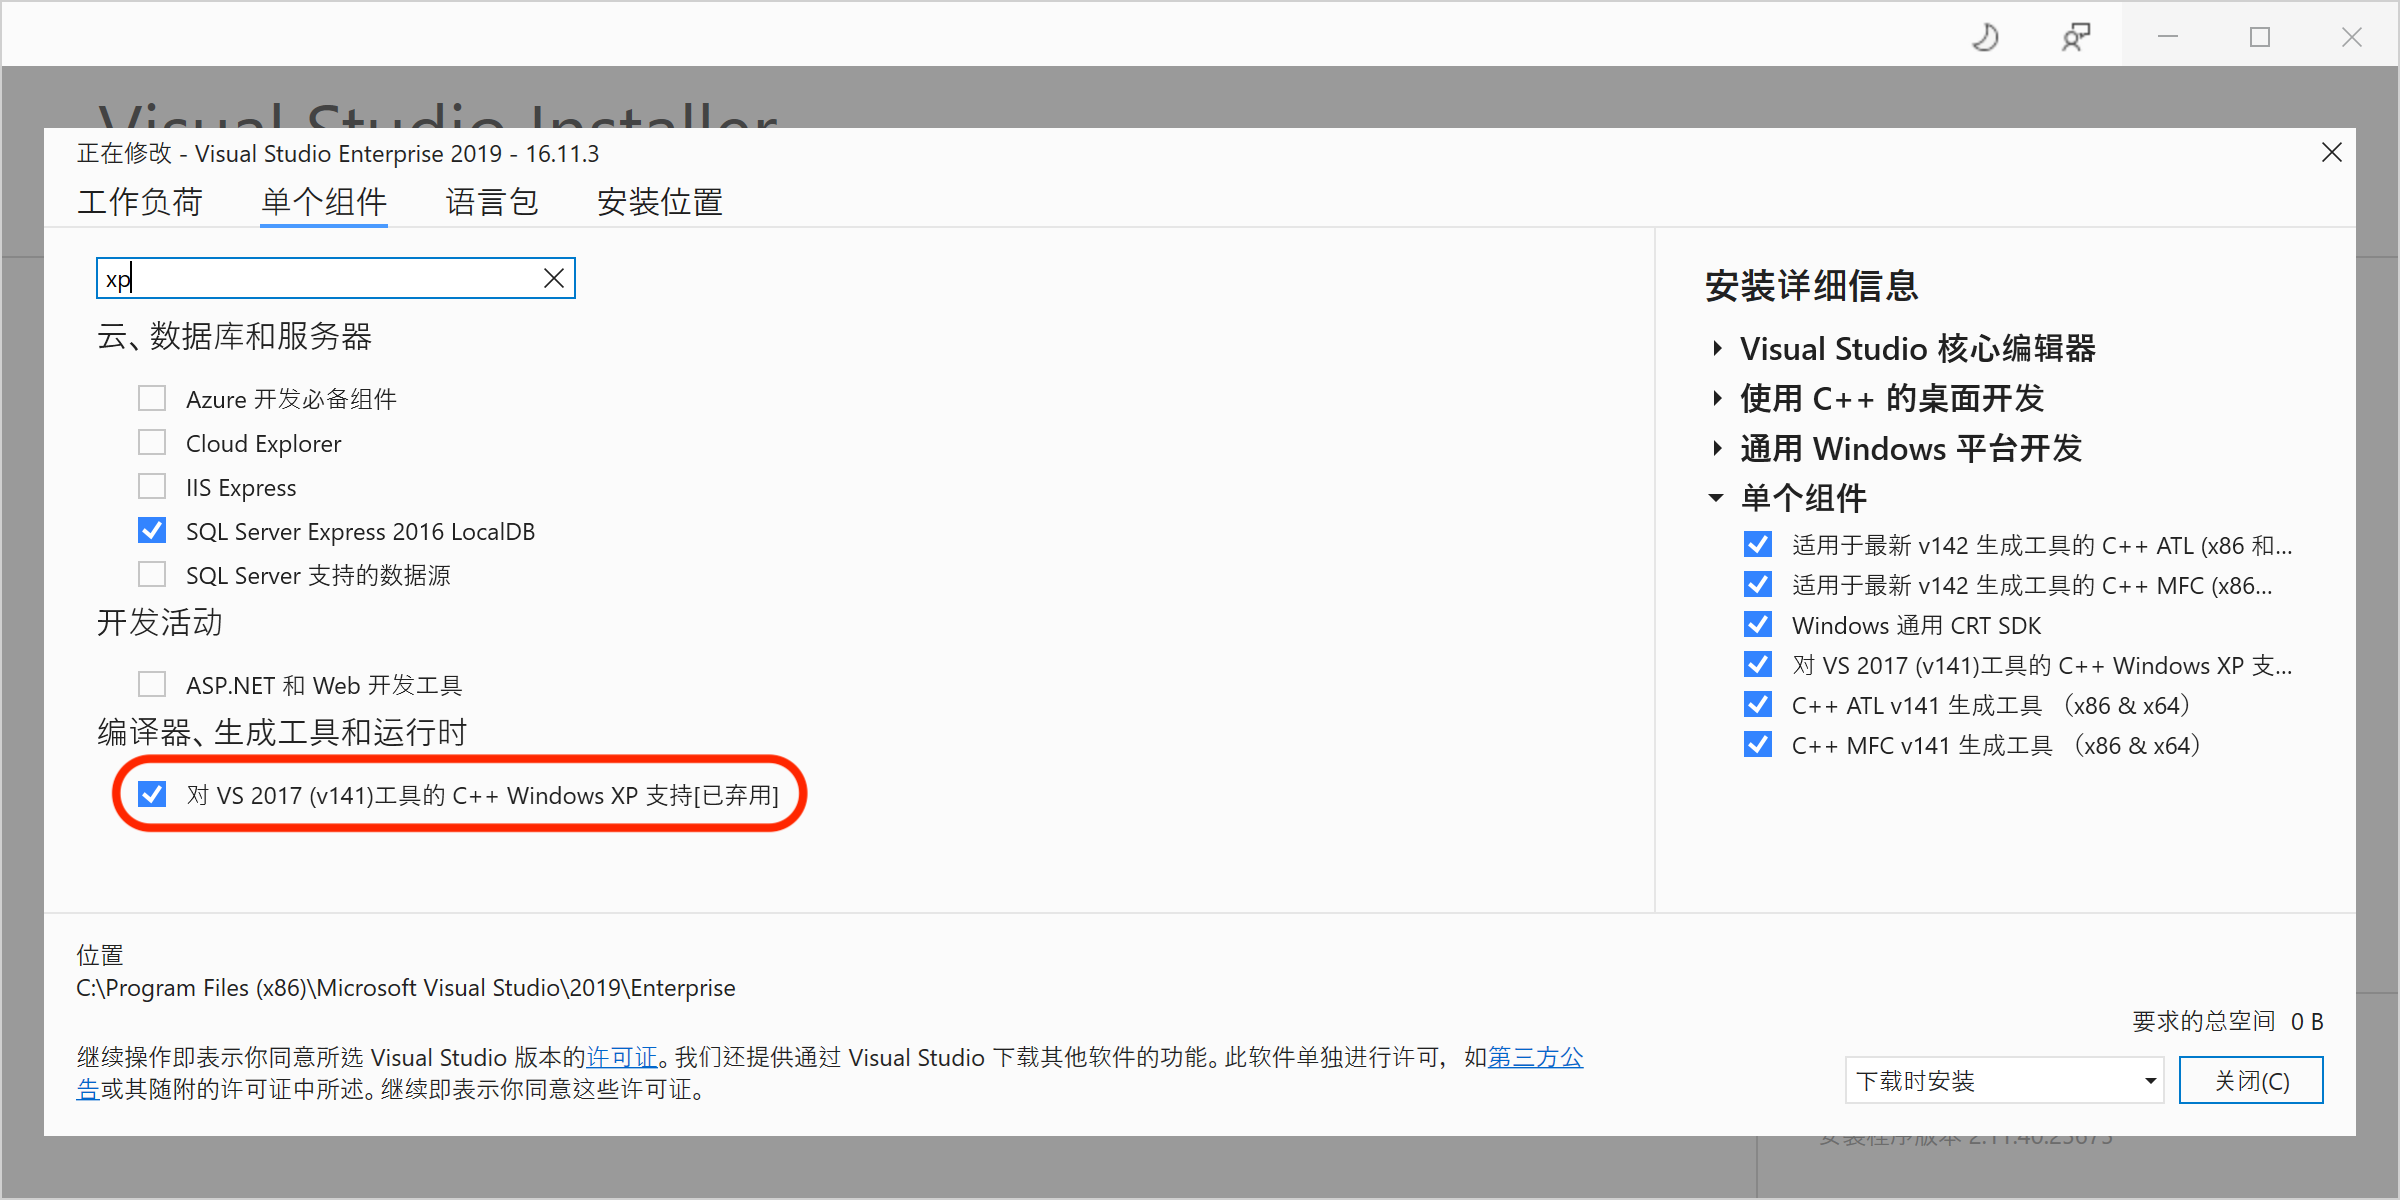 Visual Studio Installer
正在修改 - Visual Studio Enterprise 2019 - 16.11.3
工作负荷 单个组件 语言包 安装位置
xp
云、数据库和服务器
Azure 开发必备组件
Cloud Explorer
IIS Express
SQL Server Express 2016 LocalDB
SQL Server 支持的数据源
开发活动
ASP.NET 和 Web 开发工具
编译器、生成工具和运行时
对 VS 2017 (v141)工具的 C++ Windows XP 支持[已弃用]
安装详细信息
Visual Studio 核心编辑器
使用 C++ 的桌面开发
通用 Windows 平台开发
单个组件
适用于最新 v142 生成工具的 C++ ATL (x86 和...
适用于最新 v142 生成工具的 C++ MFC (x86...
Windows 通用 CRT SDK
对 VS 2017 (v141)工具的 C++ Windows XP 支...
C++ ATL v141 生成工具 （x86 & x64）
C++ MFC v141 生成工具 （x86 & x64）
位置
C:\Program Files (x86)\Microsoft Visual Studio\2019\Enterprise
继续操作即表示你同意所选 Visual Studio 版本的许可证。我们还提供通过 Visual Studio 下载其他软件的功能。此软件单独进行许可，如第三方公
告或其随附的许可证中所述。继续即表示你同意这些许可证。
要求的总空间 0 B
下载时安装
关闭(C)
安装程序版本 2.11.40.23673